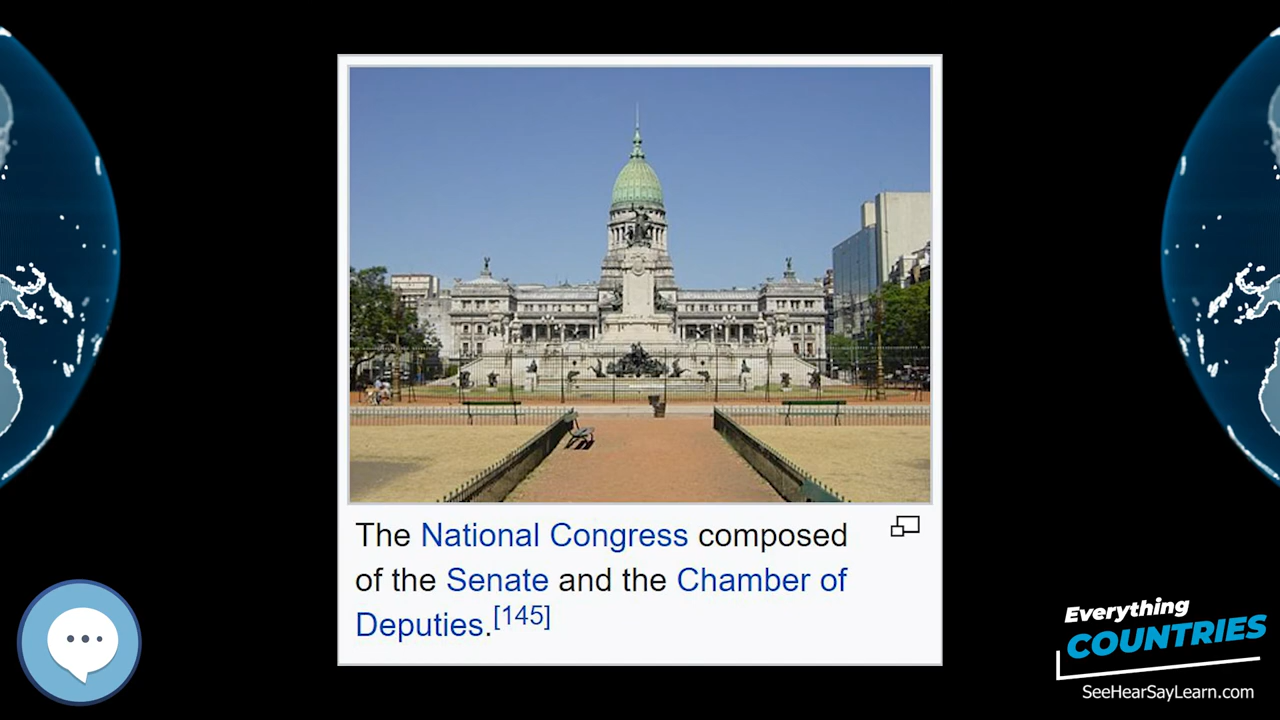 The National Congress composed
of the Senate and the Chamber of
Deputies.[145]
Everything
COUNTRIES
SeeHearSayLearn.com